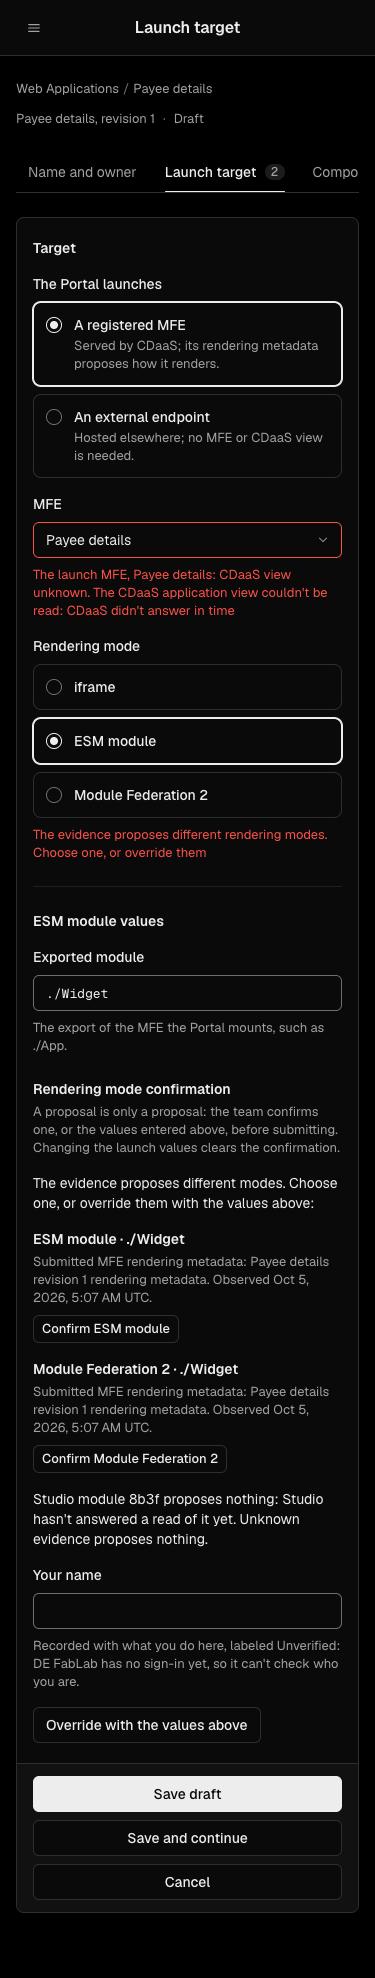 Launch target
Web Applications / Payee details
Payee details, revision 1 · Draft
Name and owner
Launch target 2
Compo
Target
The Portal launches
A registered MFE
Served by CDaaS; its rendering metadata
proposes how it renders.
An external endpoint
Hosted elsewhere; no MFE or CDaaS view
is needed.
MFE
Payee details
The launch MFE, Payee details: CDaaS view
unknown. The CDaaS application view couldn't be
read: CDaaS didn't answer in time
Rendering mode
iframe
ESM module
Module Federation 2
The evidence proposes different rendering modes.
Choose one, or override them
ESM module values
Exported module
./Widget
The export of the MFE the Portal mounts, such as
./App.
Rendering mode confirmation
A proposal is only a proposal: the team confirms
one, or the values entered above, before submitting.
Changing the launch values clears the confirmation.
The evidence proposes different modes. Choose
one, or override them with the values above:
ESM module · ./Widget
Submitted MFE rendering metadata: Payee details
revision 1 rendering metadata. Observed Oct 5,
2026, 5:07 AM UTC.
Confirm ESM module
Module Federation 2 · ./Widget
Submitted MFE rendering metadata: Payee details
revision 1 rendering metadata. Observed Oct 5,
2026, 5:07 AM UTC.
Confirm Module Federation 2
Studio module 8b3f proposes nothing: Studio
hasn't answered a read of it yet. Unknown
evidence proposes nothing.
Your name
Recorded with what you do here, labeled Unverified:
DE FabLab has no sign-in yet, so it can't check who
you are.
Override with the values above
Save draft
Save and continue
Cancel